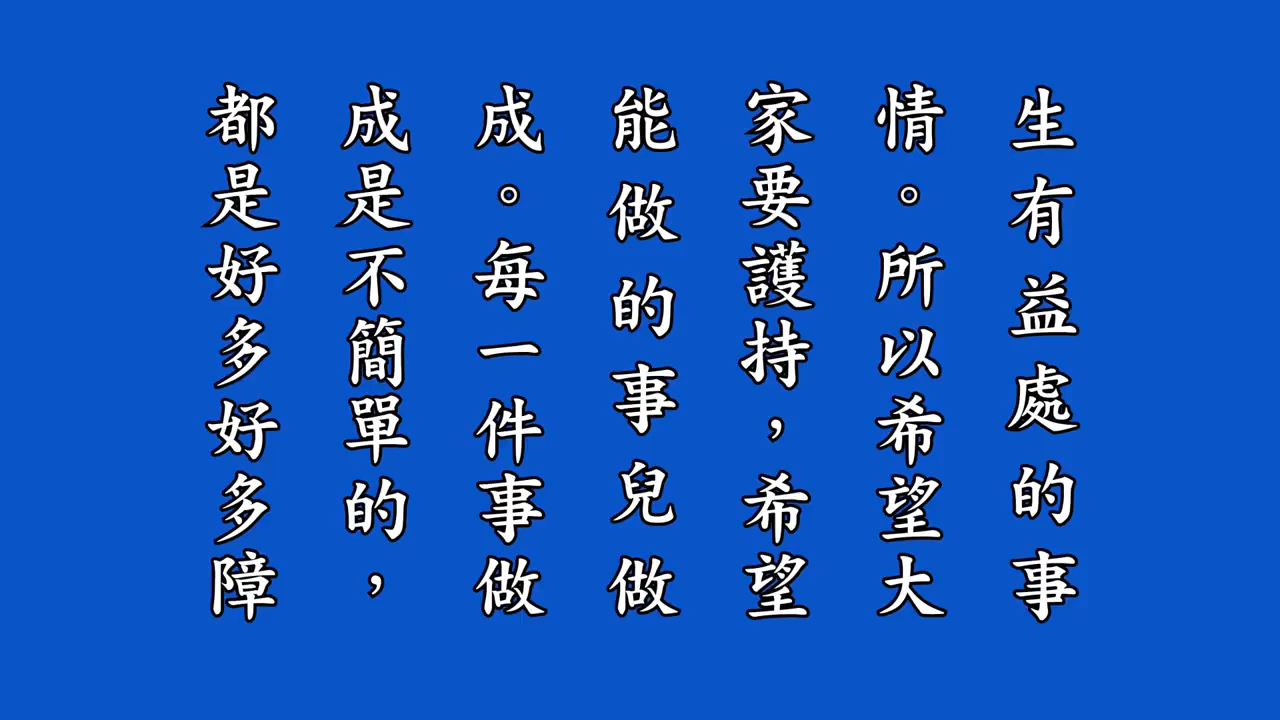 生有益處的事
情。所以希望大
家要護持，希望
能做的事兒做
成。每一件事做
成是不簡單的，
都是好多好多障